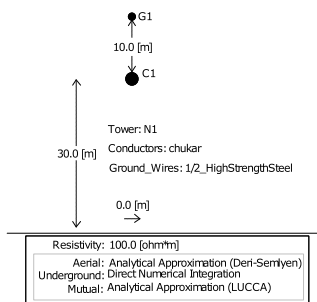 G1
10.0 [m]
C1
Tower: N1
Conductors: chukar
30.0 [m]
Ground_Wires: 1/2_HighStrengthSteel
0.0 [m]
Resistivity: 100.0 [ohm*m]
Aerial: Analytical Approximation (Deri-Semlyen)
Underground: Direct Numerical Integration
Mutual: Analytical Approximation (LUCCA)